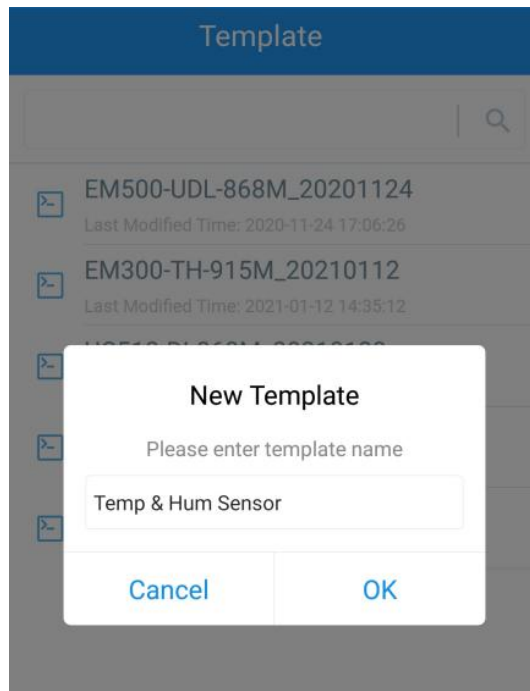 Template
EM500-UDL-868M_20201124
Last Modified Time: 2020-11-24 17:06:26
EM300-TH-915M_20210112
Last Modified Time: 2021-01-12 14:35:12
New Template
Please enter template name
Temp & Hum Sensor
Cancel
OK